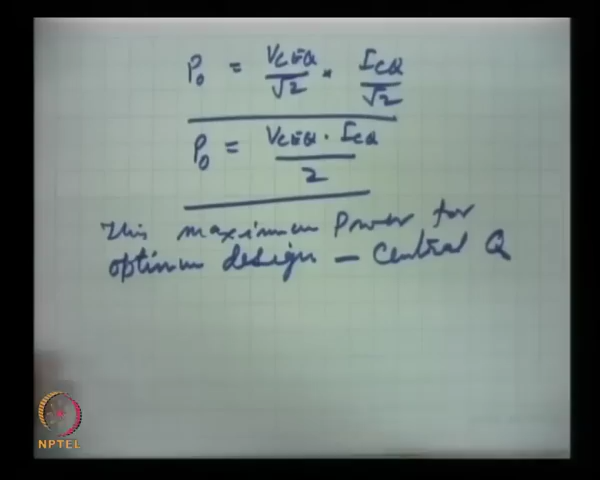 P₀ = VCEQ/√2 × ICQ/√2
P₀ = VCEQ · ICQ/2
This maximum Power for
optimum design – Central Q
NPTEL